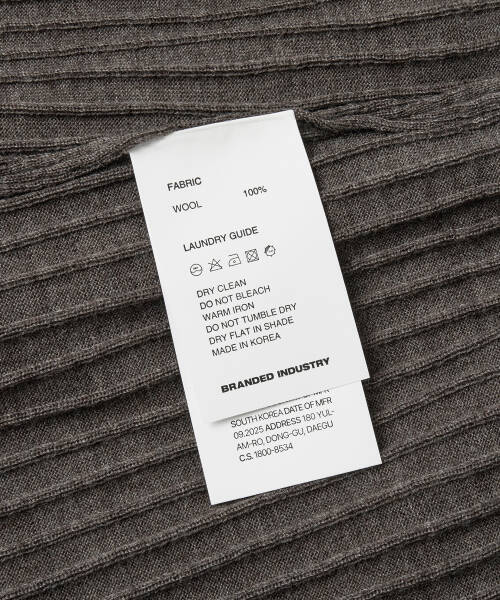 FABRIC
WOOL 100%
LAUNDRY GUIDE
DRY CLEAN
DO NOT BLEACH
WARM IRON
DO NOT TUMBLE DRY
DRY FLAT IN SHADE
MADE IN KOREA
BRANDED INDUSTRY
SOUTH KOREA DATE OF MFR
09.2025 ADDRESS 180 YUL-
AM-RO, DONG-GU, DAEGU
C.S. 1800-8534